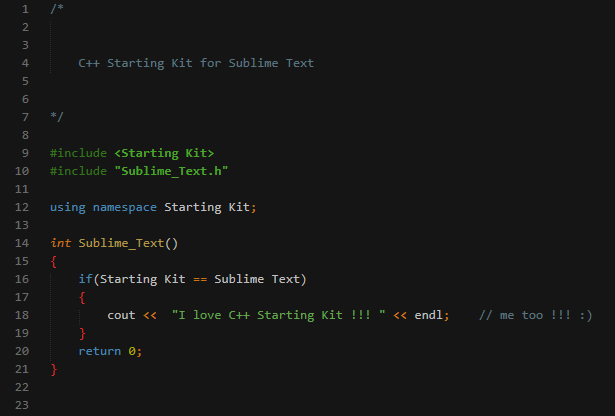 1 /*
2
3
4 C++ Starting Kit for Sublime Text
5
6
7 */
8
9 #include <Starting Kit>
10 #include "Sublime_Text.h"
11
12 using namespace Starting Kit;
13
14 int Sublime_Text()
15 {
16 if(Starting Kit == Sublime Text)
17 {
18 cout << "I love C++ Starting Kit !!! " << endl; // me too !!! :)
19 }
20 return 0;
21 }
22
23